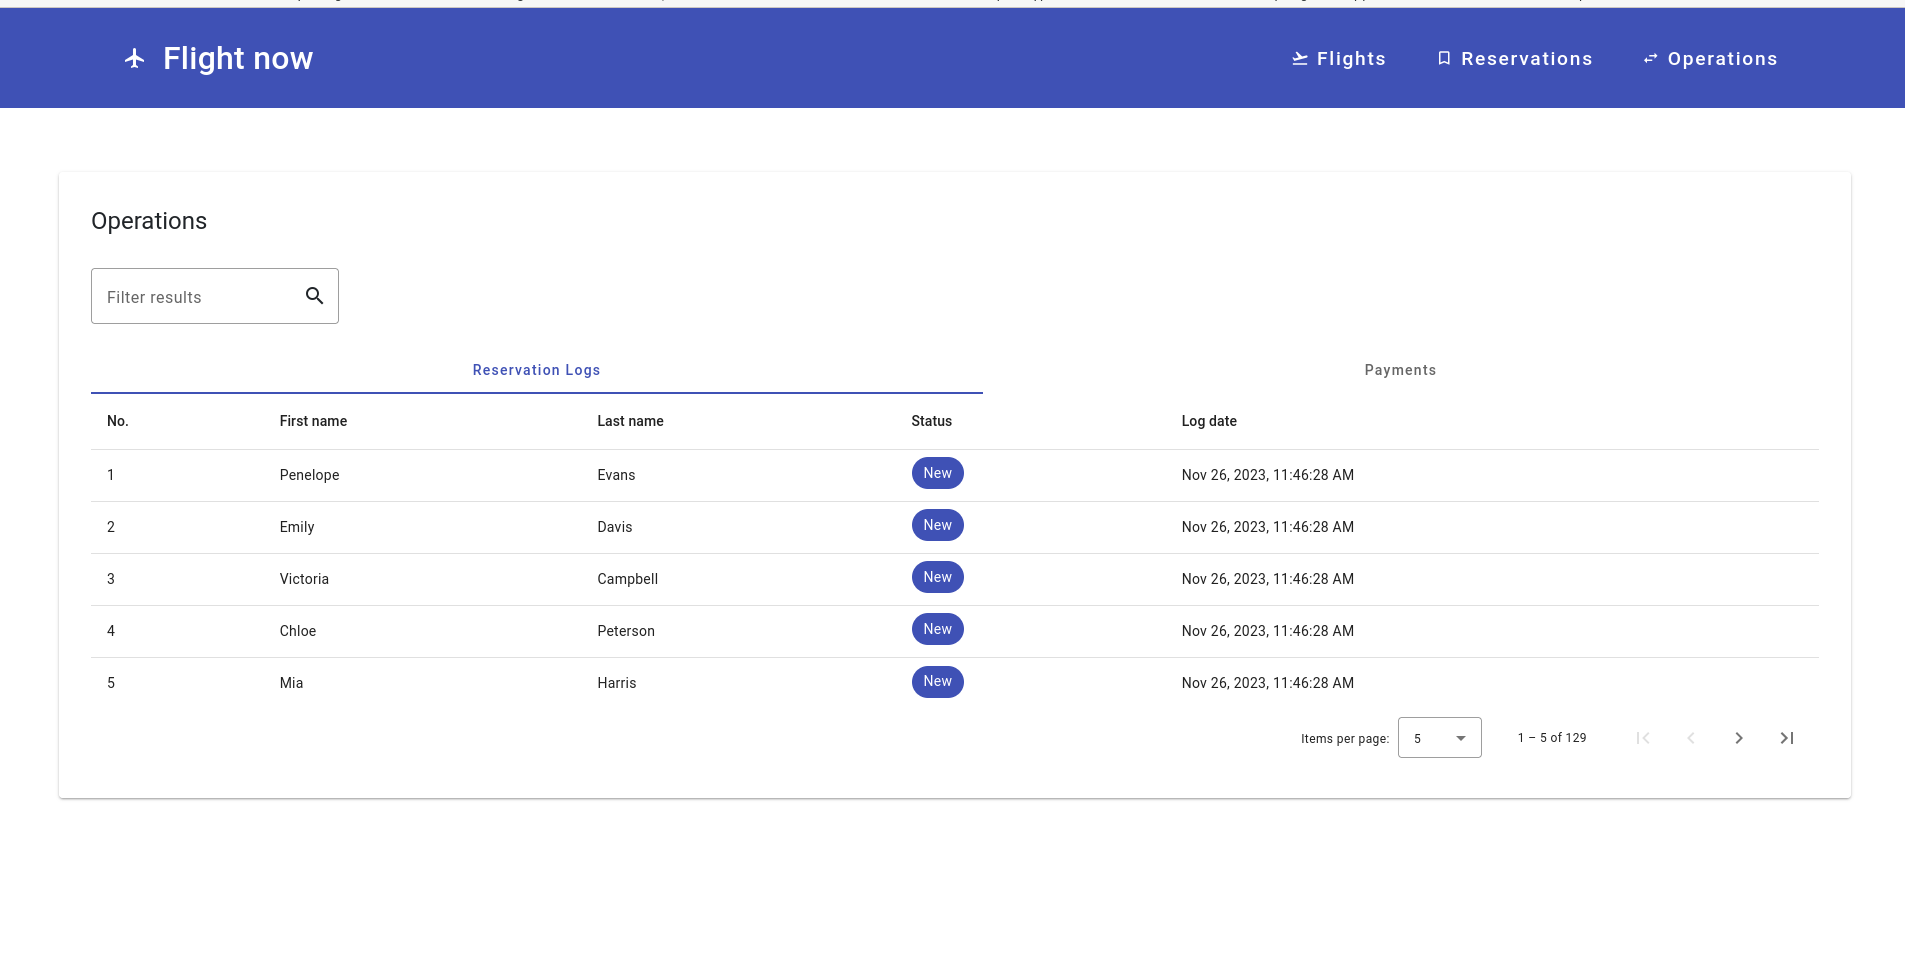 Flight now
Flights Reservations Operations
Operations
Filter results
Reservation Logs Payments
No. First name Last name Status Log date
1 Penelope Evans New Nov 26, 2023, 11:46:28 AM
2 Emily Davis New Nov 26, 2023, 11:46:28 AM
3 Victoria Campbell New Nov 26, 2023, 11:46:28 AM
4 Chloe Peterson New Nov 26, 2023, 11:46:28 AM
5 Mia Harris New Nov 26, 2023, 11:46:28 AM
Items per page: 5 1 – 5 of 129